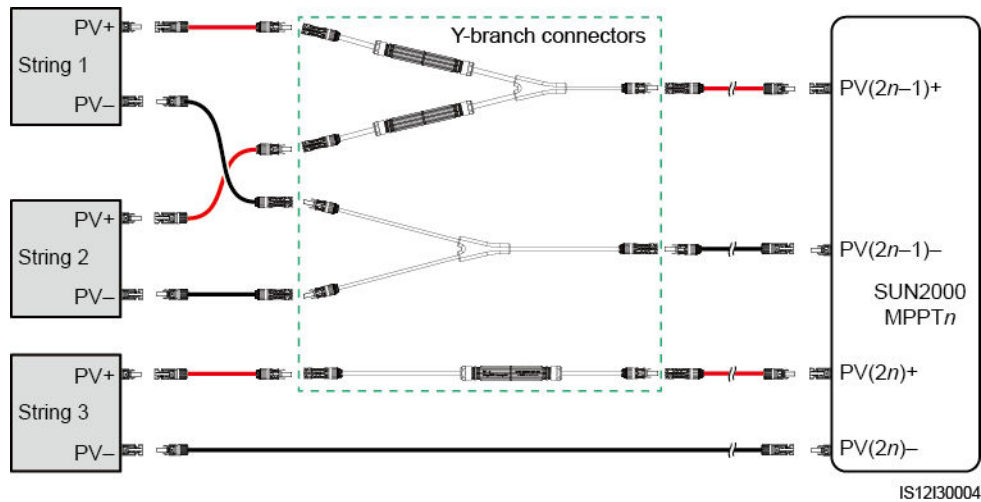 PV+
String 1
PV–
Y-branch connectors
PV(2n–1)+
PV+
String 2
PV–
PV(2n–1)–
SUN2000
MPPTn
PV+
String 3
PV–
PV(2n)+
PV(2n)–
IS12I30004